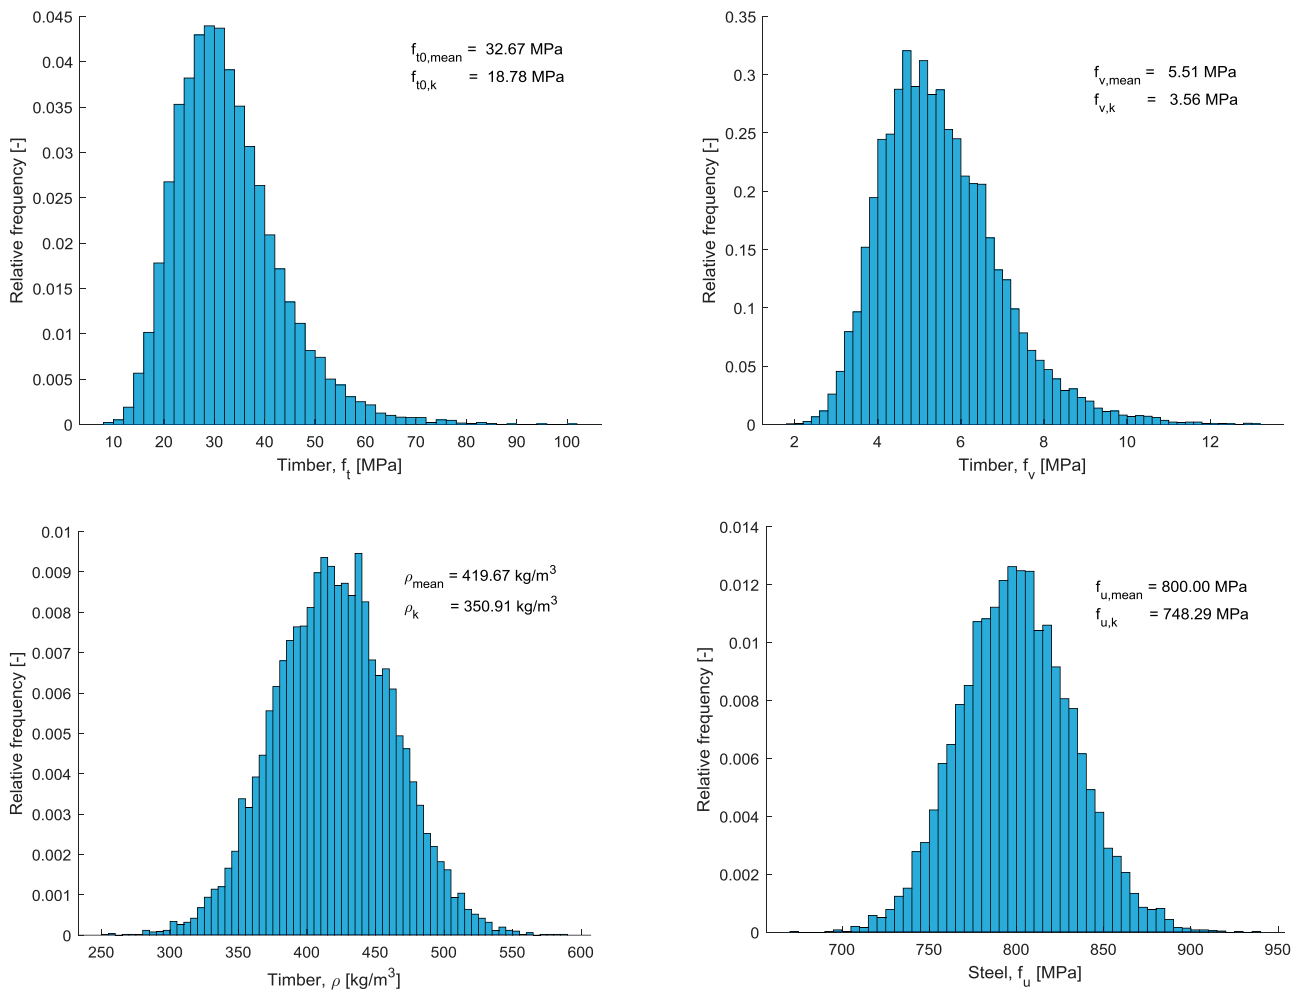 0.045
0.04
0.035
0.03
0.025
0.02
0.015
0.01
0.005
0
Relative frequency [-]
f_t0,mean = 32.67 MPa
f_t0,k = 18.78 MPa
10 20 30 40 50 60 70 80 90 100
Timber, f_t [MPa]
0.35
0.3
0.25
0.2
0.15
0.1
0.05
0
Relative frequency [-]
f_v,mean = 5.51 MPa
f_v,k = 3.56 MPa
2 4 6 8 10 12
Timber, f_v [MPa]
0.01
0.009
0.008
0.007
0.006
0.005
0.004
0.003
0.002
0.001
0
Relative frequency [-]
ρ_mean = 419.67 kg/m³
ρ_k = 350.91 kg/m³
250 300 350 400 450 500 550 600
Timber, ρ [kg/m³]
0.014
0.012
0.01
0.008
0.006
0.004
0.002
0
Relative frequency [-]
f_u,mean = 800.00 MPa
f_u,k = 748.29 MPa
700 750 800 850 900 950
Steel, f_u [MPa]